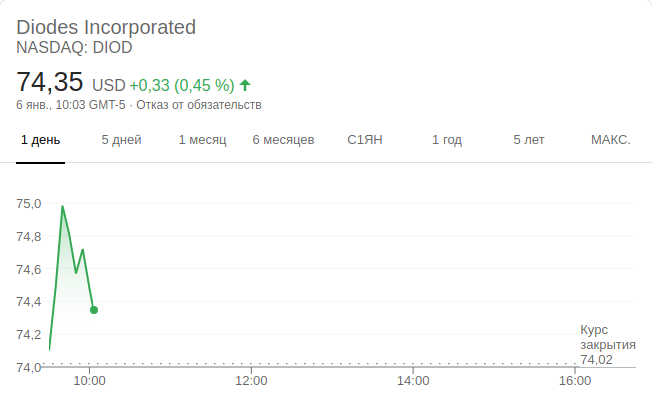 Diodes Incorporated
NASDAQ: DIOD
74,35 USD +0,33 (0,45 %)
6 янв., 10:03 GMT-5 · Отказ от обязательств
1 день 5 дней 1 месяц 6 месяцев С1ЯН 1 год 5 лет МАКС.
75,0
74,8
74,6
74,4
74,2
74,0
Курс
закрытия
74,02
10:00 12:00 14:00 16:00